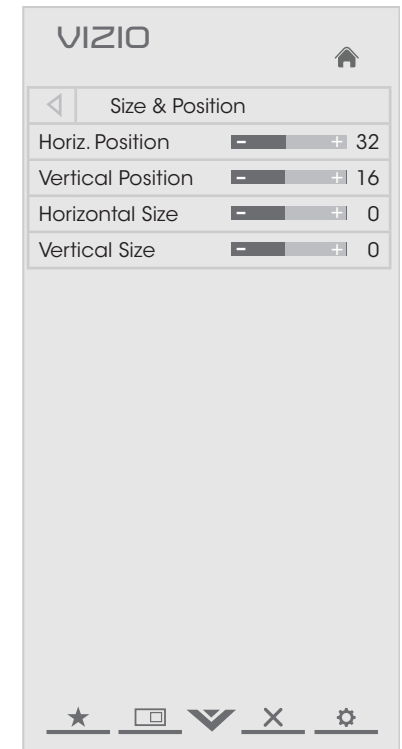 VIZIO
Size & Position
Horiz. Position - + 32
Vertical Position - + 16
Horizontal Size - + 0
Vertical Size - + 0